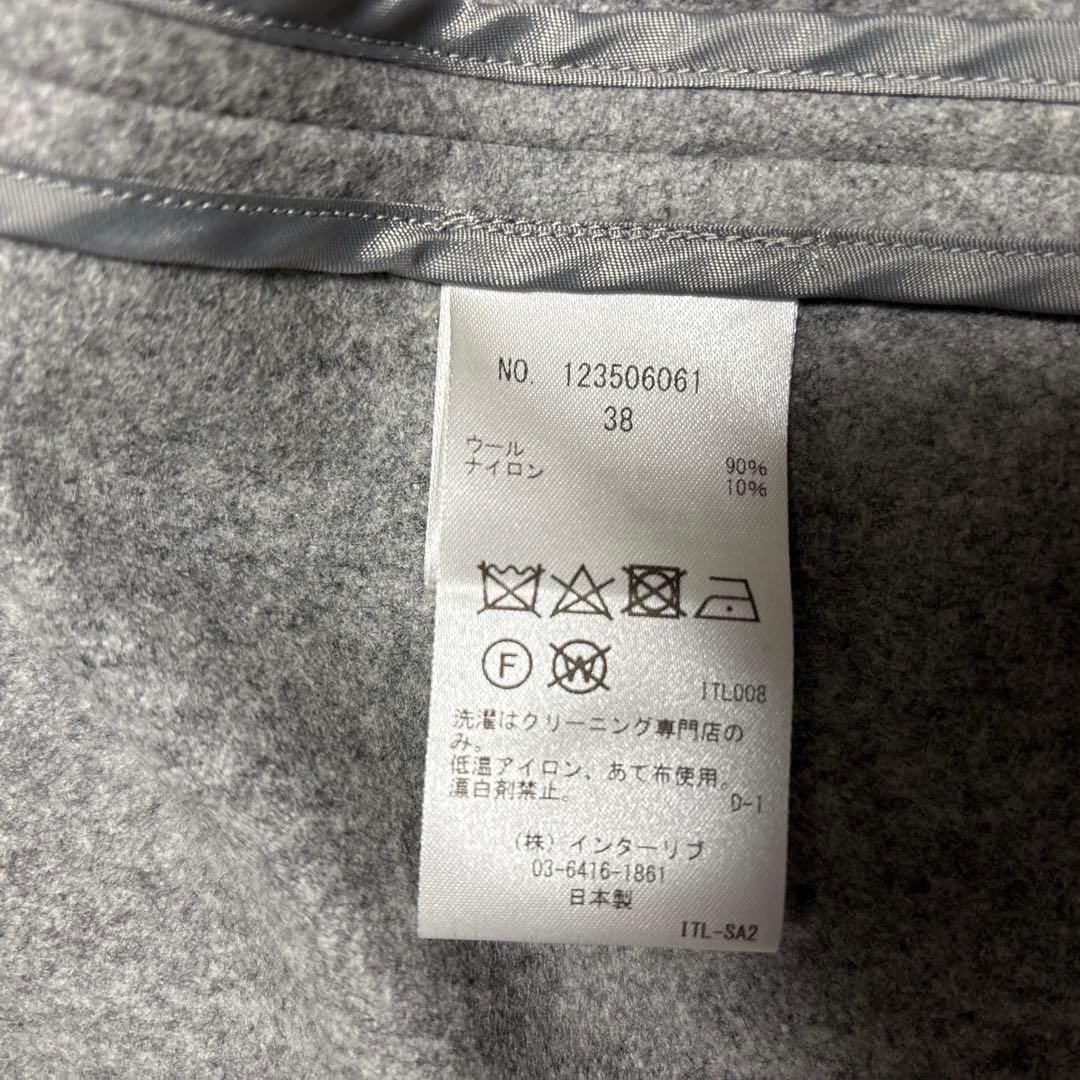 NO. 123506061
38
ウール 90%
ナイロン 10%
F W
ITL008
洗濯はクリーニング専門店の
み。
低温アイロン、あて布使用。
漂白剤禁止。 D-1
(株)インターリブ
03-6416-1861
日本製
ITL-SA2